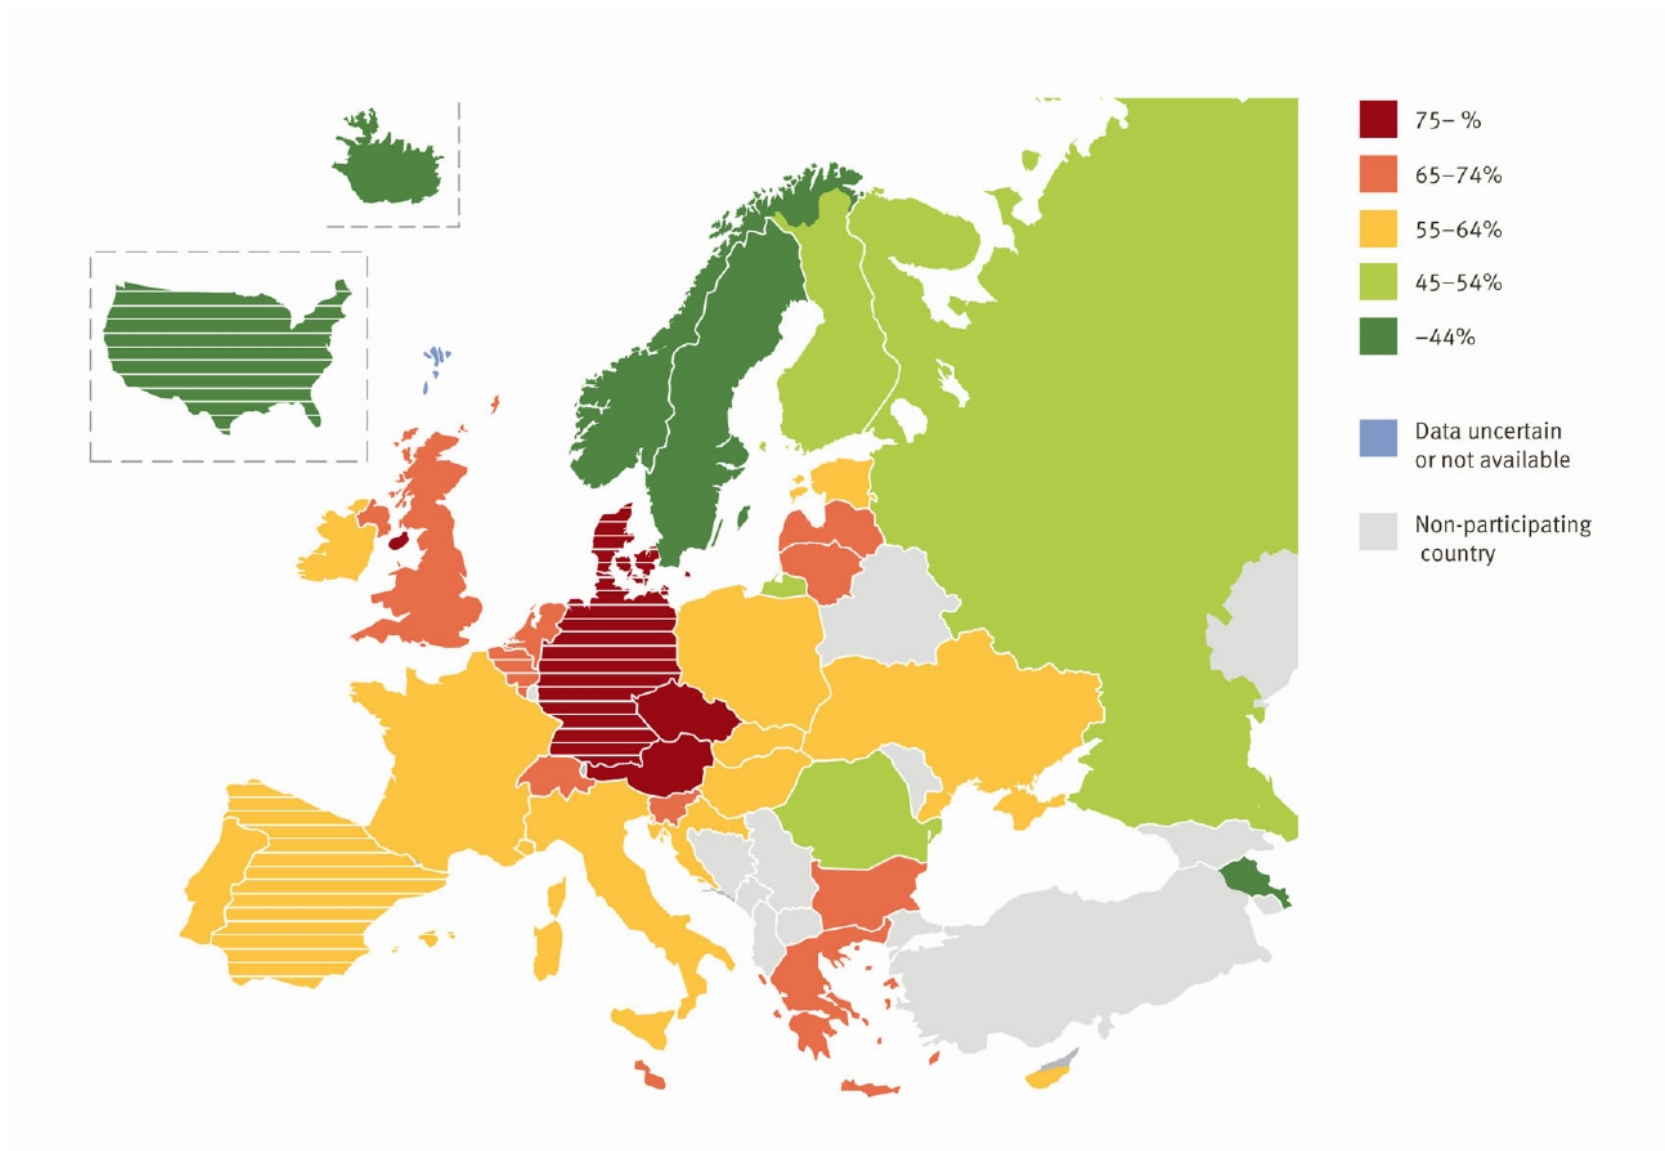 75– %
65–74%
55–64%
45–54%
–44%
Data uncertain
or not available
Non-participating
country